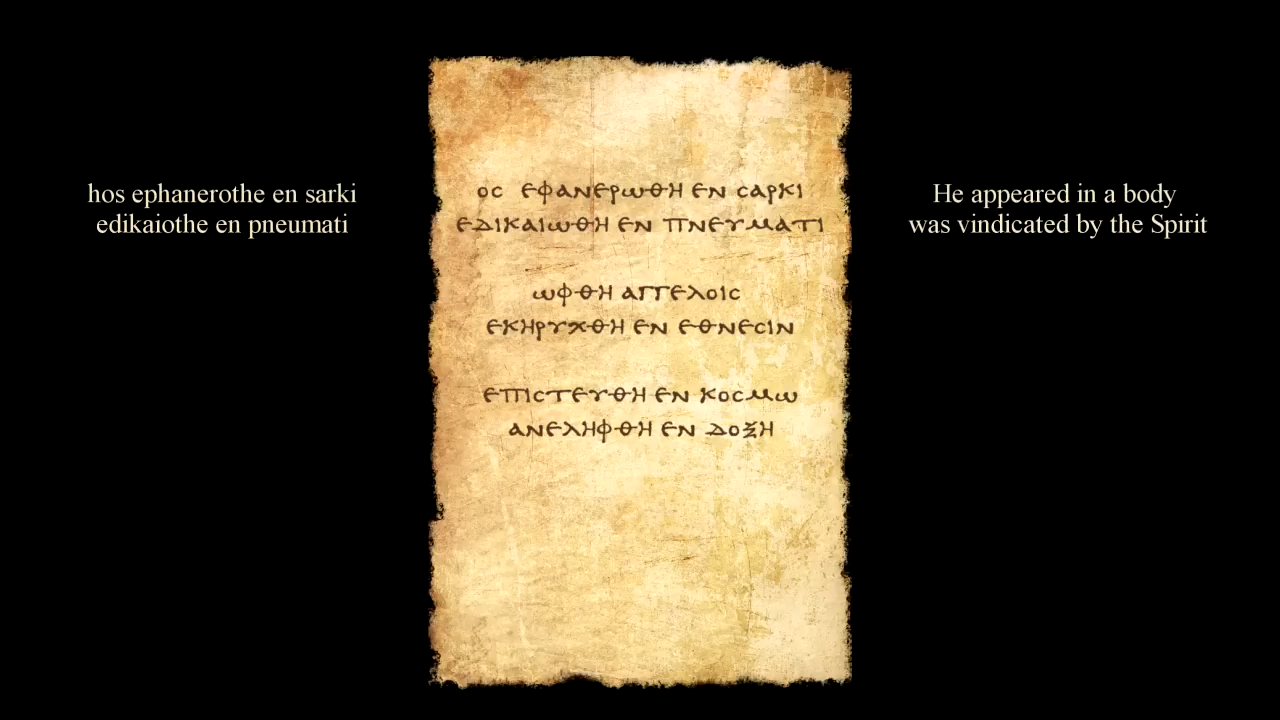 hos ephanerothe en sarki
edikaiothe en pneumati
οϲ εφανερωθη εν ϲαρκι
εδικαιωθη εν πνευματι
ωφθη αγγελοιϲ
εκηρυχθη εν εθνεϲιν
επιϲτευθη εν κοϲμω
ανελημφθη εν δοξη
He appeared in a body
was vindicated by the Spirit